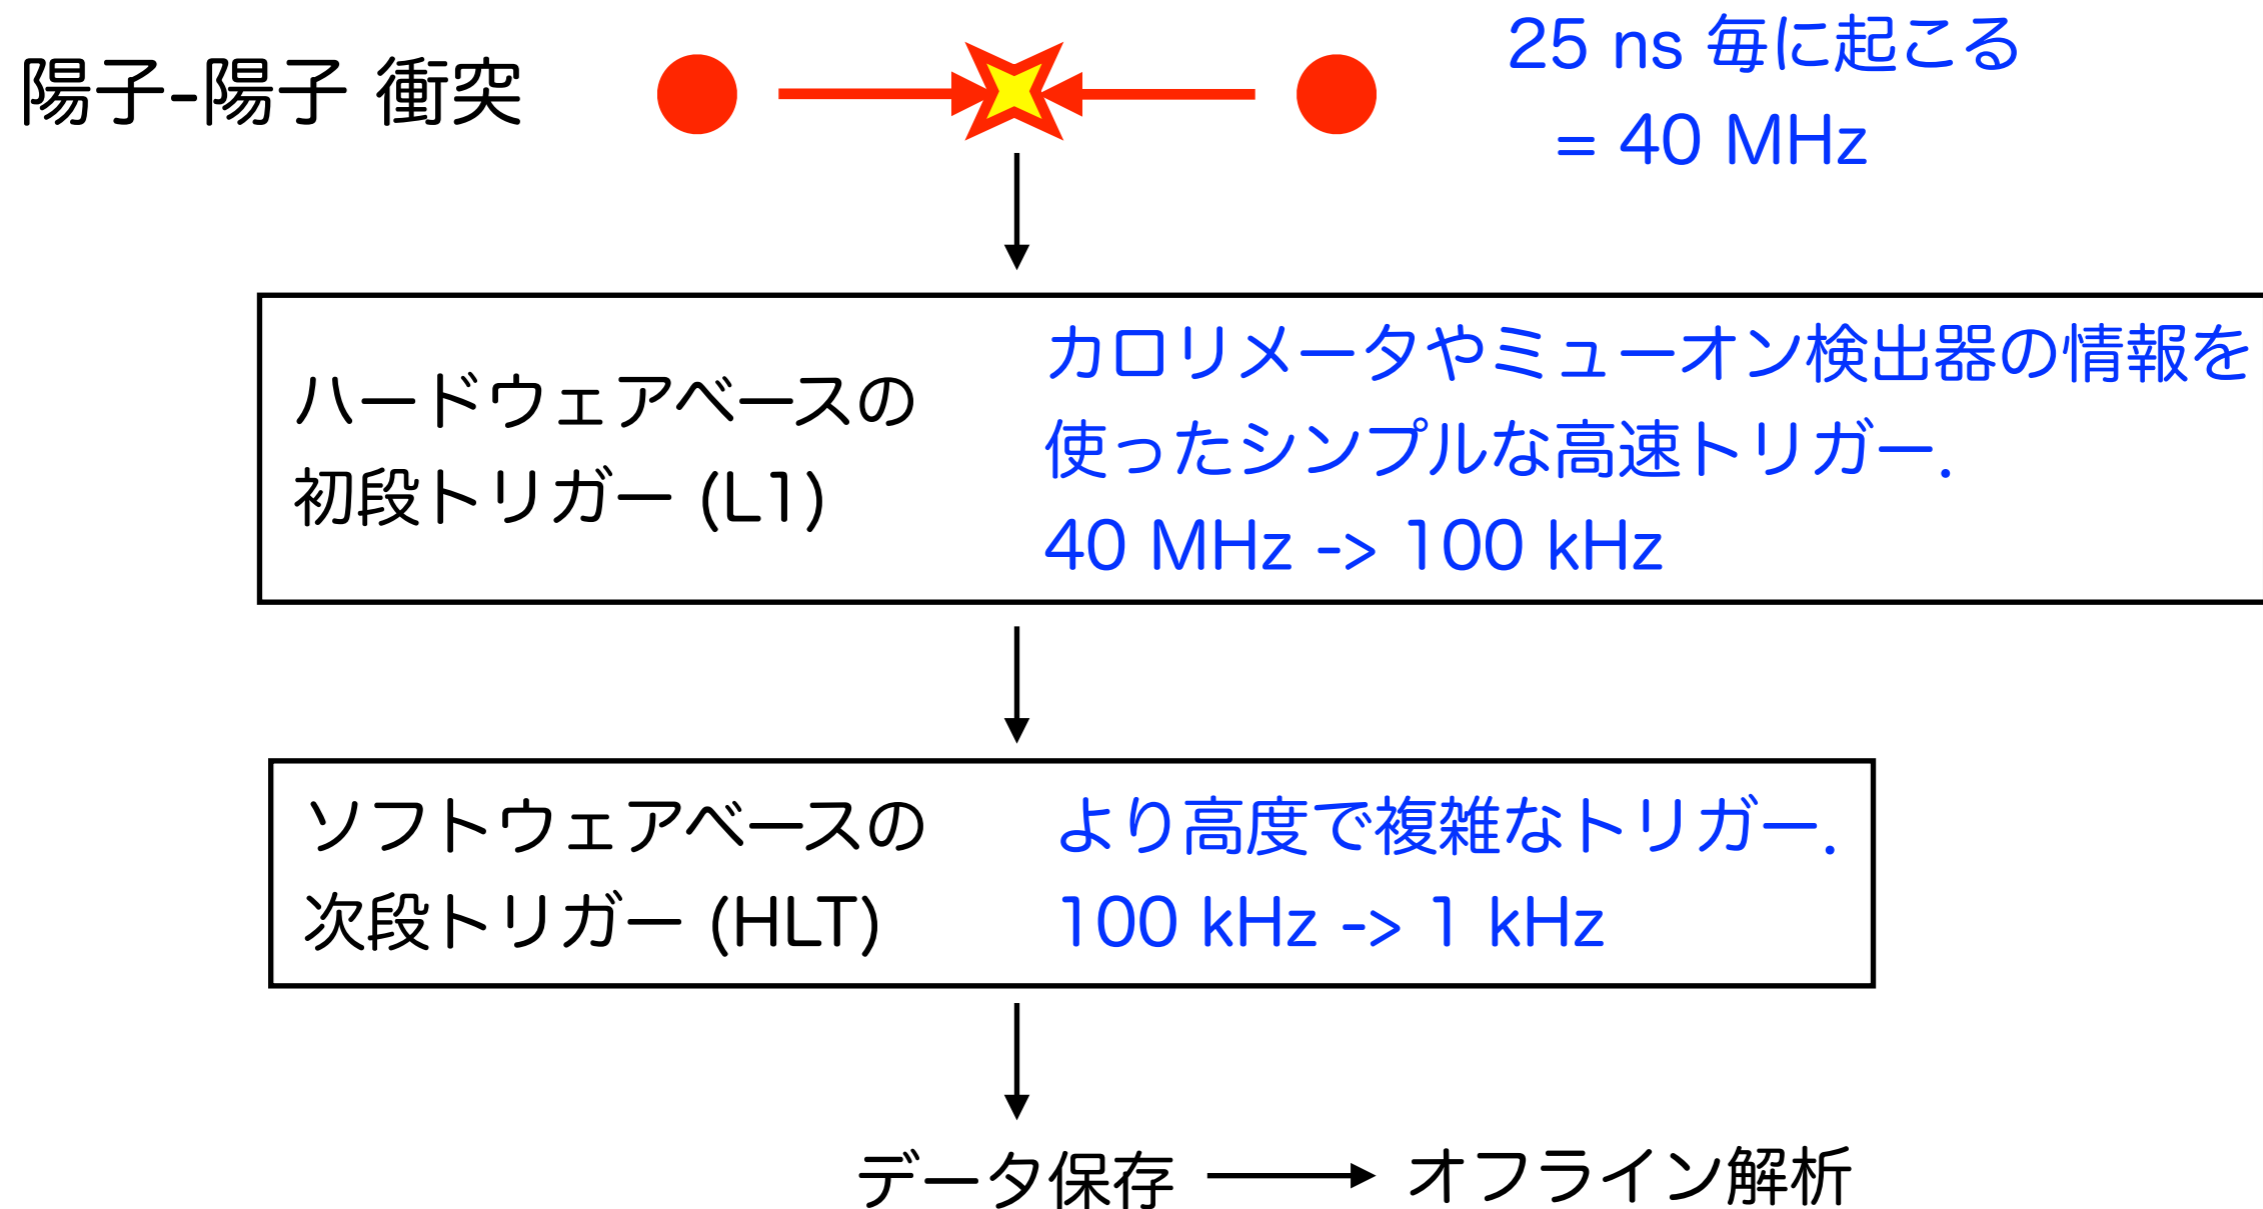 陽子-陽子 衝突
25 ns 毎に起こる
= 40 MHz
ハードウェアベースの
初段トリガー (L1)
カロリメータやミューオン検出器の情報を
使ったシンプルな高速トリガー.
40 MHz -> 100 kHz
ソフトウェアベースの
次段トリガー (HLT)
より高度で複雑なトリガー.
100 kHz -> 1 kHz
データ保存
オフライン解析